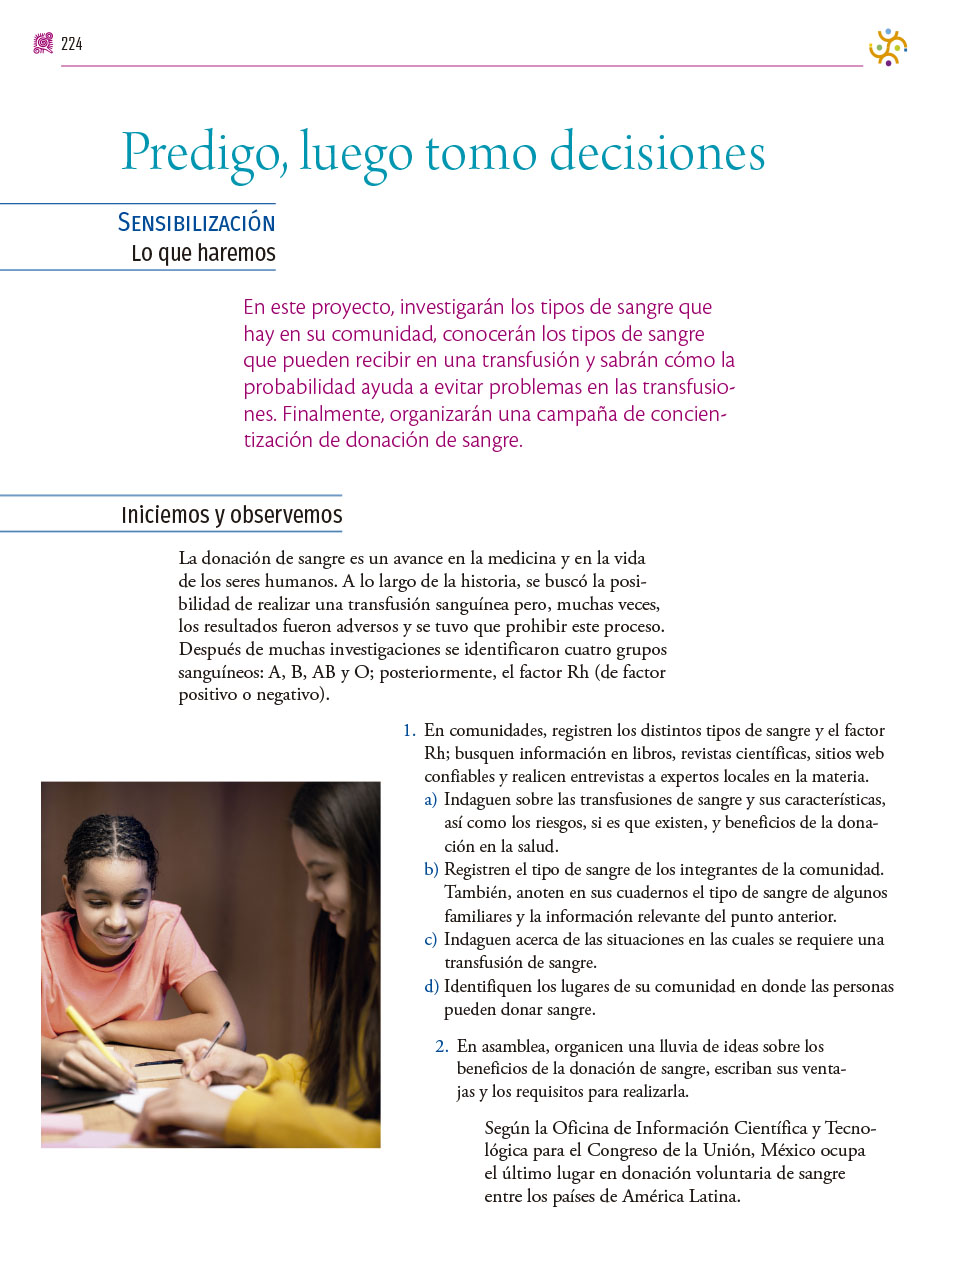 224
Predigo, luego tomo decisiones
Sensibilización
Lo que haremos
En este proyecto, investigarán los tipos de sangre que
hay en su comunidad, conocerán los tipos de sangre
que pueden recibir en una transfusión y sabrán cómo la
probabilidad ayuda a evitar problemas en las transfusio-
nes. Finalmente, organizarán una campaña de concien-
tización de donación de sangre.
Iniciemos y observemos
La donación de sangre es un avance en la medicina y en la vida
de los seres humanos. A lo largo de la historia, se buscó la posi-
bilidad de realizar una transfusión sanguínea pero, muchas veces,
los resultados fueron adversos y se tuvo que prohibir este proceso.
Después de muchas investigaciones se identificaron cuatro grupos
sanguíneos: A, B, AB y O; posteriormente, el factor Rh (de factor
positivo o negativo).
1. En comunidades, registren los distintos tipos de sangre y el factor
Rh; busquen información en libros, revistas científicas, sitios web
confiables y realicen entrevistas a expertos locales en la materia.
a) Indaguen sobre las transfusiones de sangre y sus características,
así como los riesgos, si es que existen, y beneficios de la dona-
ción en la salud.
b) Registren el tipo de sangre de los integrantes de la comunidad.
También, anoten en sus cuadernos el tipo de sangre de algunos
familiares y la información relevante del punto anterior.
c) Indaguen acerca de las situaciones en las cuales se requiere una
transfusión de sangre.
d) Identifiquen los lugares de su comunidad en donde las personas
pueden donar sangre.
2. En asamblea, organicen una lluvia de ideas sobre los
beneficios de la donación de sangre, escriban sus venta-
jas y los requisitos para realizarla.
Según la Oficina de Información Científica y Tecno-
lógica para el Congreso de la Unión, México ocupa
el último lugar en donación voluntaria de sangre
entre los países de América Latina.